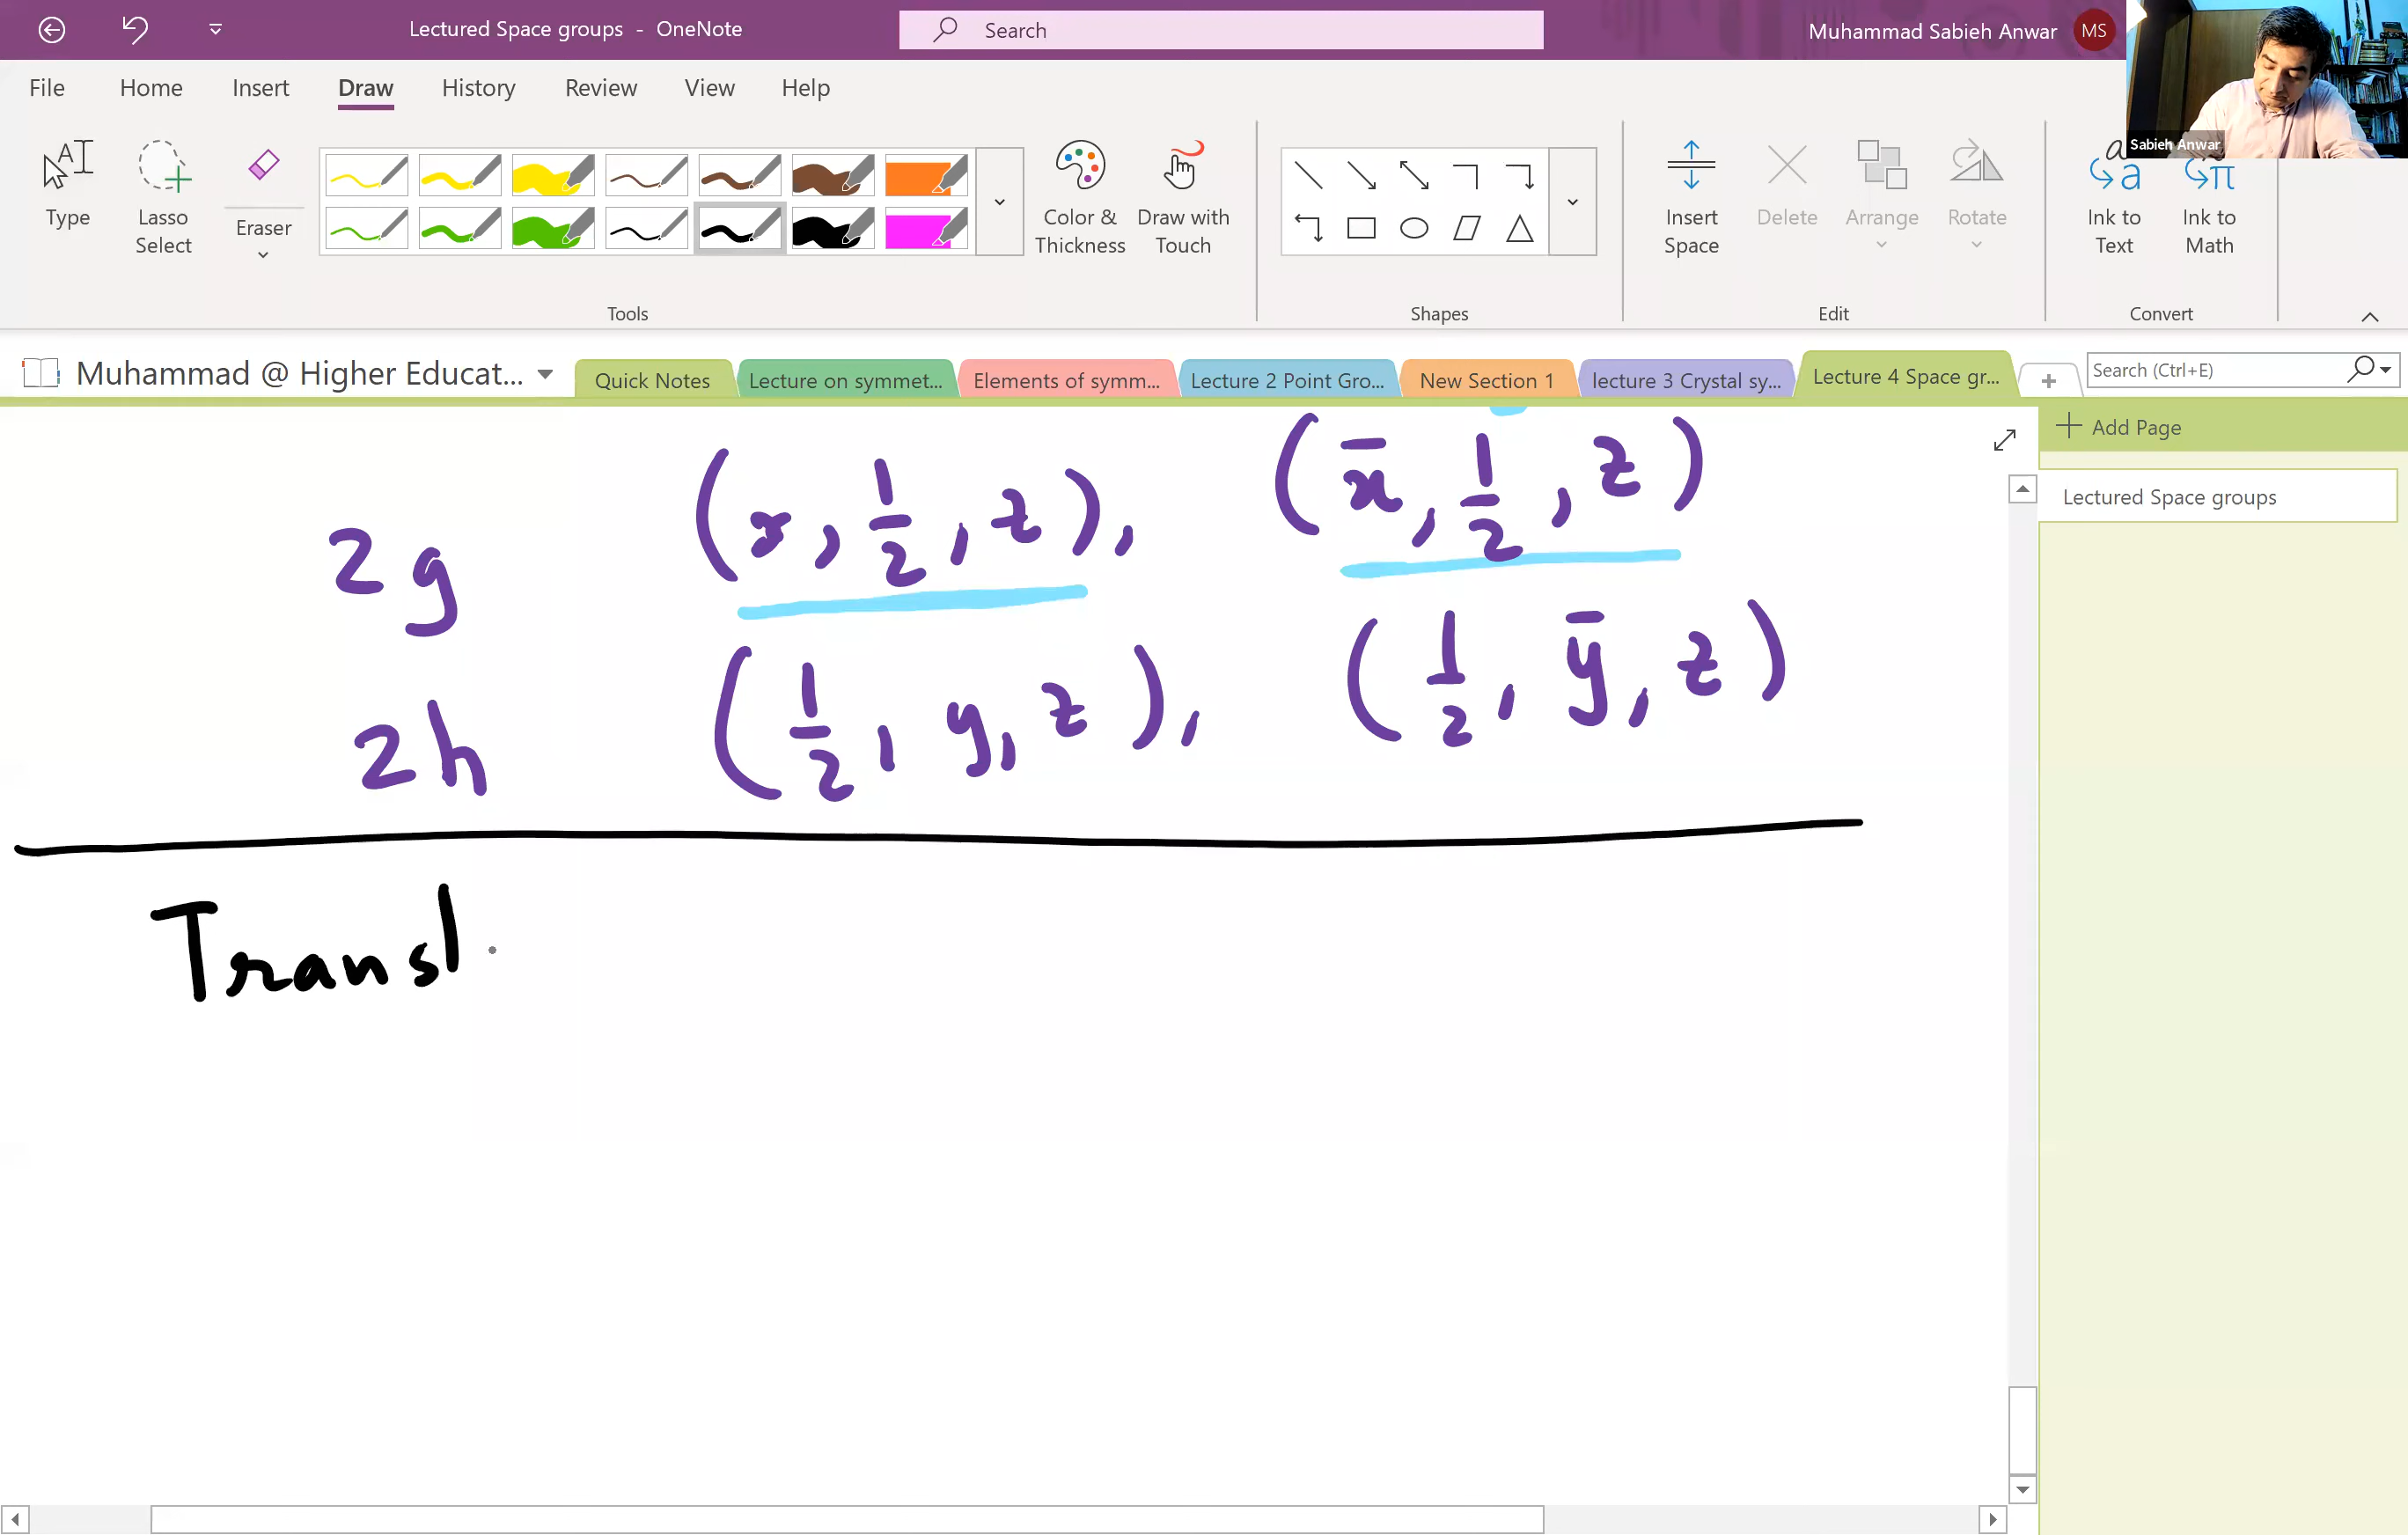 Lectured Space groups - OneNote
Search
Muhammad Sabieh Anwar
MS
Sabieh Anwar
File Home Insert Draw History Review View Help
Type
Lasso Select
Eraser
Color & Thickness
Draw with Touch
Insert Space
Delete
Arrange
Rotate
Ink to Text
Ink to Math
Tools
Shapes
Edit
Convert
Muhammad @ Higher Educat...
Quick Notes
Lecture on symmet...
Elements of symm...
Lecture 2 Point Gro...
New Section 1
lecture 3 Crystal sy...
Lecture 4 Space gr...
Search (Ctrl+E)
Add Page
Lectured Space groups
2g (x, 1/2, z), (x̄, 1/2, z)
2h (1/2, y, z), (1/2, ȳ, z)
Transl